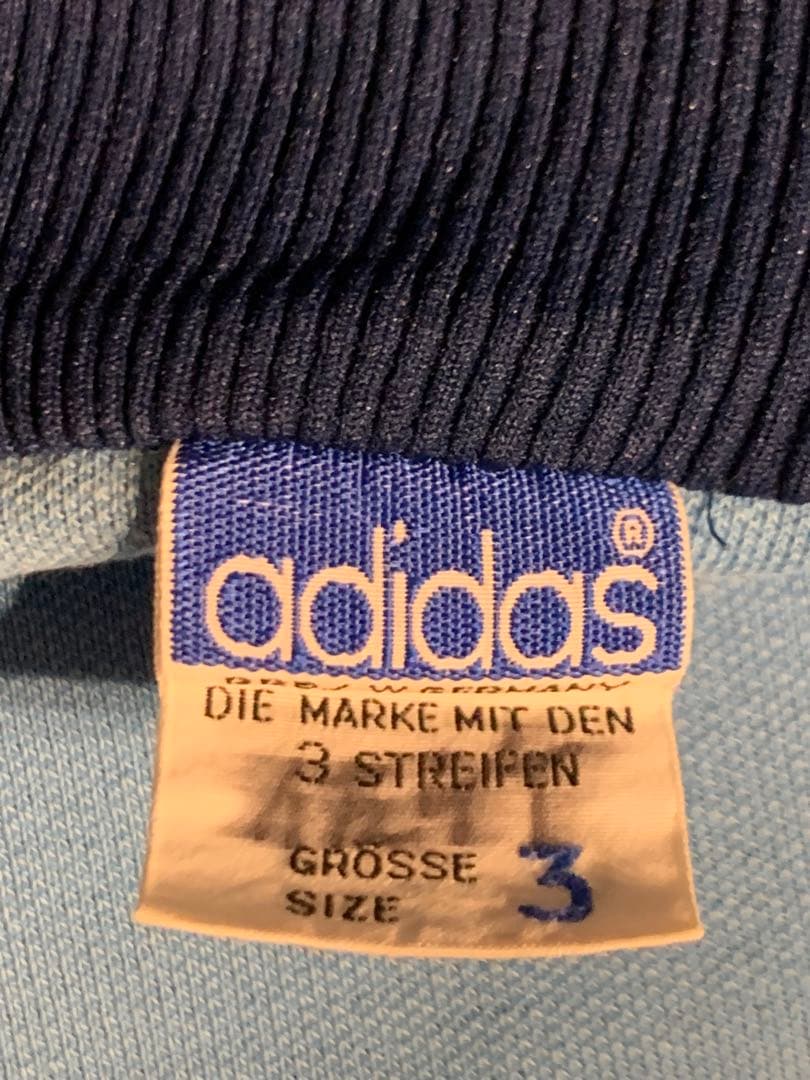 adidas®
DIE MARKE MIT DEN
3 STREIFEN
GRÖSSE 3
SIZE